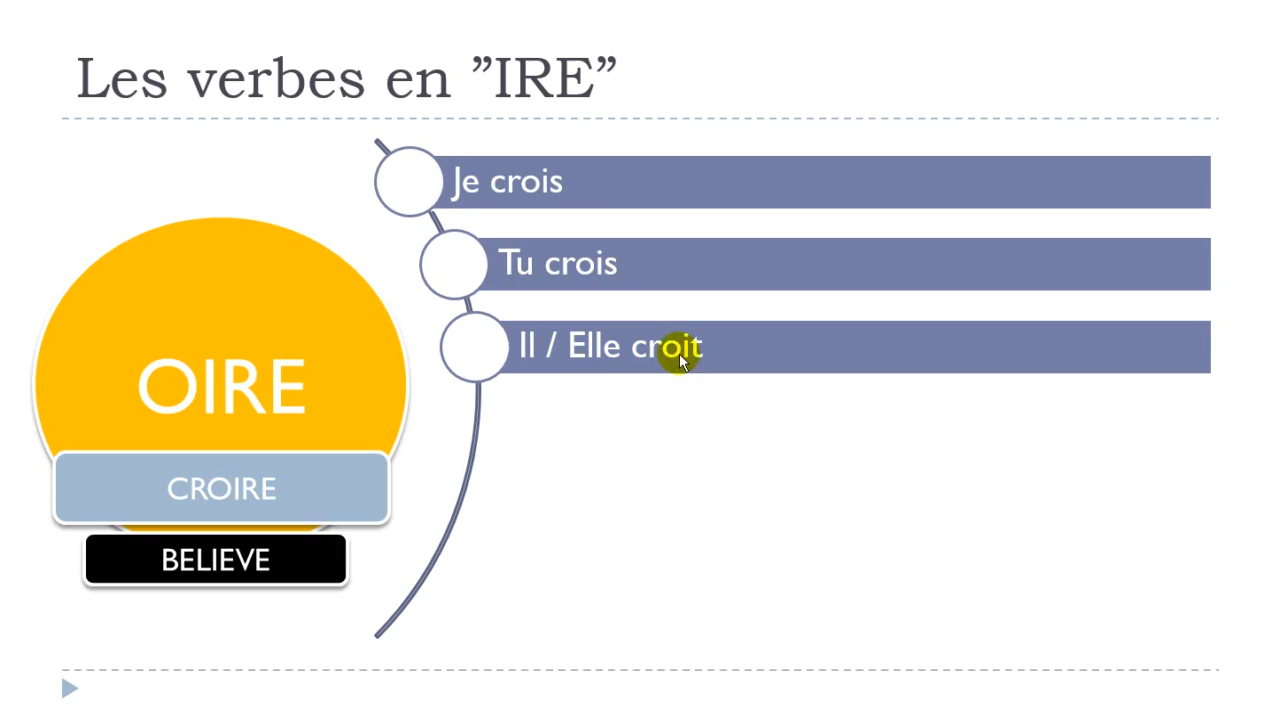 Les verbes en ”IRE”
Je crois
Tu crois
Il / Elle croit
OIRE
CROIRE
BELIEVE